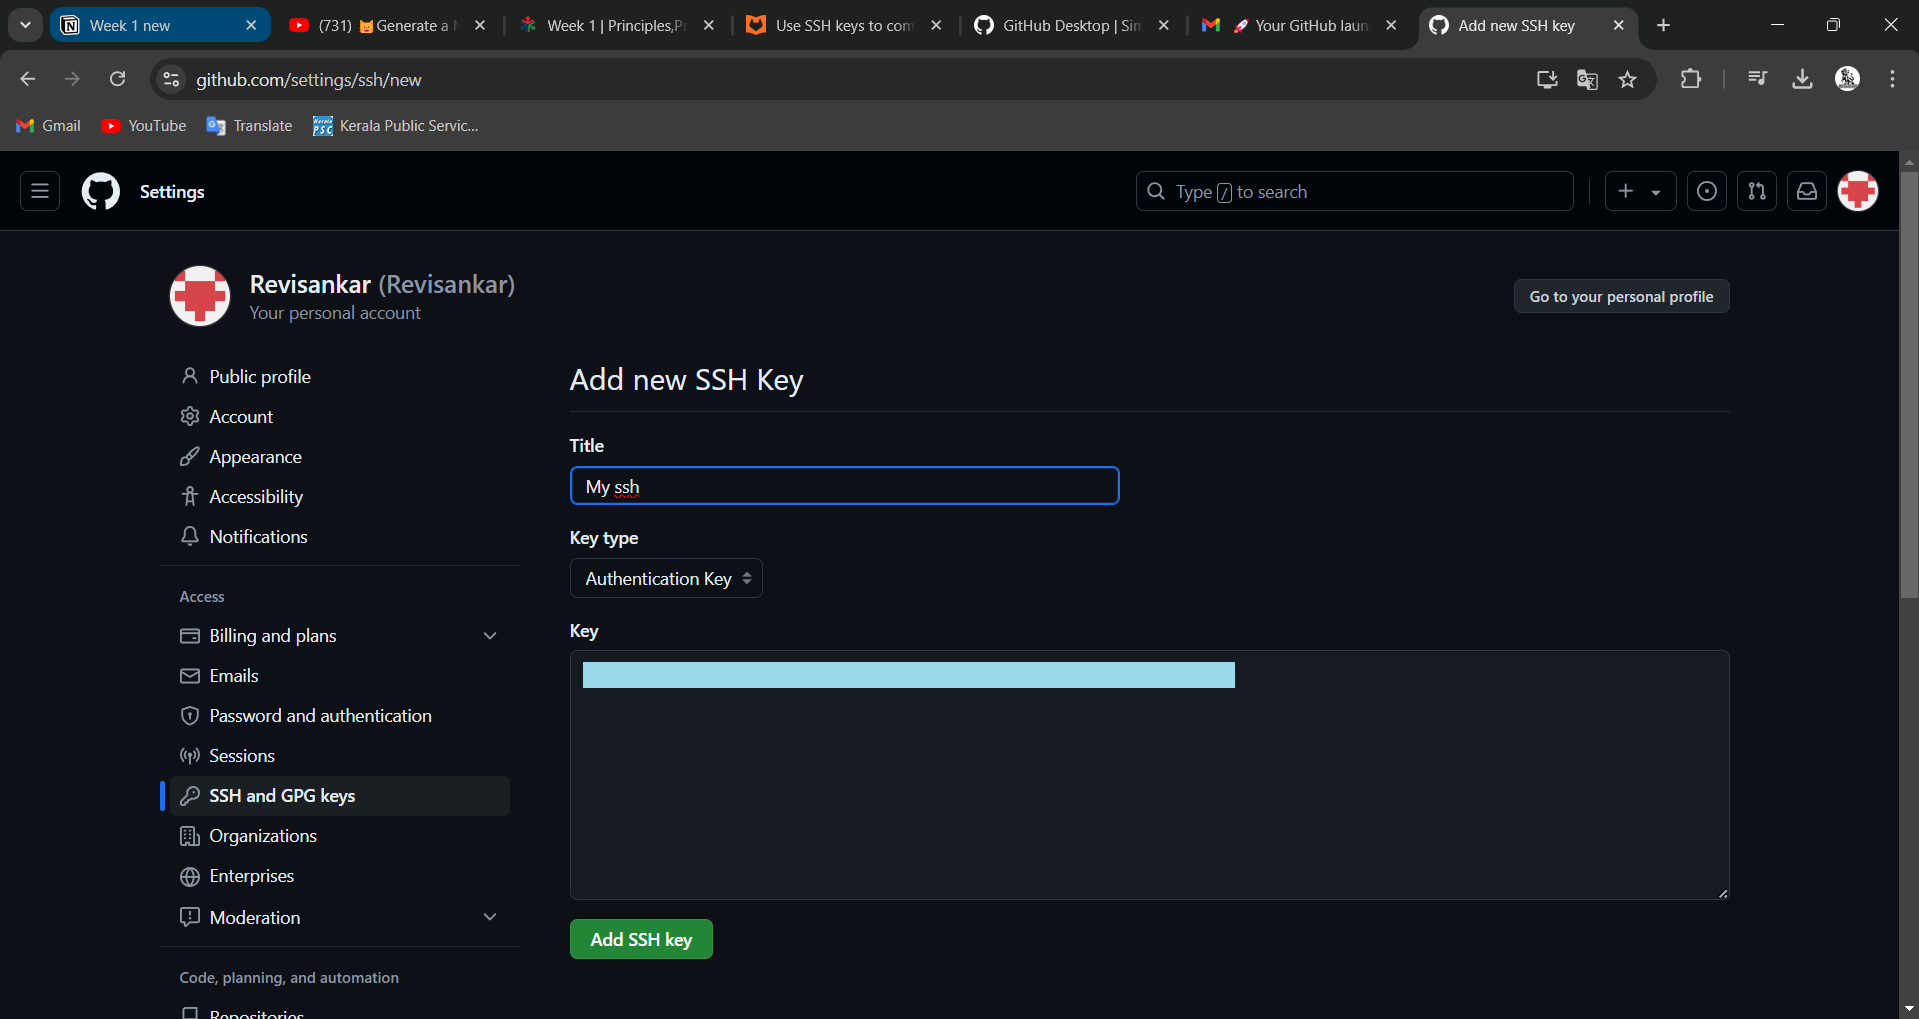 Week 1 new
(731) 😺Generate a N
Week 1 | Principles,Pr
Use SSH keys to com
GitHub Desktop | Sim
🚀 Your GitHub laun
Add new SSH key
github.com/settings/ssh/new
Gmail
YouTube
Translate
Kerala Public Servic...
Settings
Type / to search
Revisankar (Revisankar)
Your personal account
Go to your personal profile
Public profile
Account
Appearance
Accessibility
Notifications
Access
Billing and plans
Emails
Password and authentication
Sessions
SSH and GPG keys
Organizations
Enterprises
Moderation
Code, planning, and automation
Repositories
Add new SSH Key
Title
My ssh
Key type
Authentication Key
Key
Add SSH key